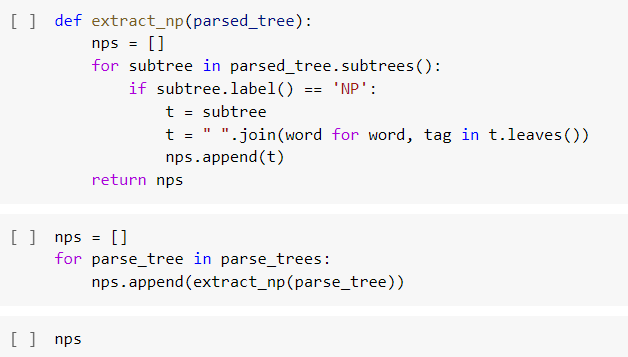 [ ] def extract_np(parsed_tree):
        nps = []
        for subtree in parsed_tree.subtrees():
            if subtree.label() == 'NP':
                t = subtree
                t = " ".join(word for word, tag in t.leaves())
                nps.append(t)
        return nps
[ ] nps = []
    for parse_tree in parse_trees:
        nps.append(extract_np(parse_tree))
[ ] nps